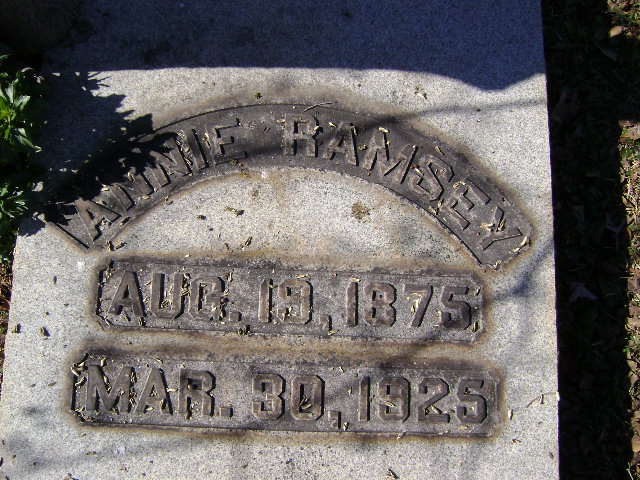 ANNIE RAMSEY
AUG. 19, 1875
MAR. 30, 1925